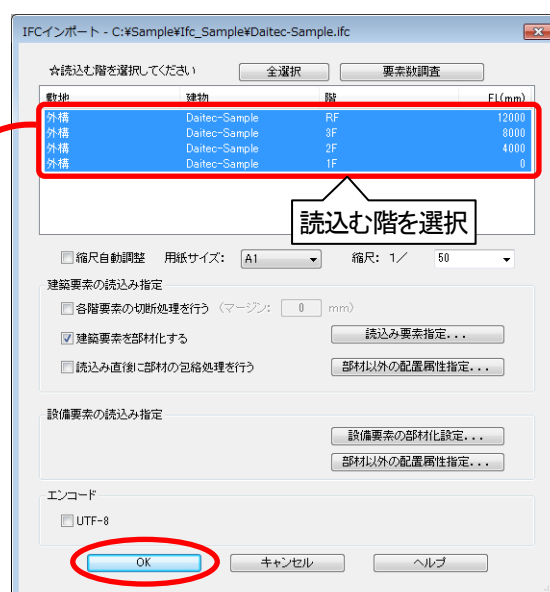 IFCインポート - C:¥Sample¥Ifc_Sample¥Daitec-Sample.ifc
☆読込む階を選択してください 全選択 要素数調査
敷地 建物 階 FL(mm)
外構 Daitec-Sample RF 12000
外構 Daitec-Sample 3F 8000
外構 Daitec-Sample 2F 4000
外構 Daitec-Sample 1F 0
読込む階を選択
縮尺自動調整 用紙サイズ: A1 縮尺: 1/ 50
建築要素の読込み指定
各階要素の切断処理を行う (マージン: 0 mm)
建築要素を部材化する 読込み要素指定...
読込み直後に部材の包絡処理を行う 部材以外の配置属性指定...
設備要素の読込み指定
設備要素の部材化設定...
部材以外の配置属性指定...
エンコード
UTF-8
OK キャンセル ヘルプ